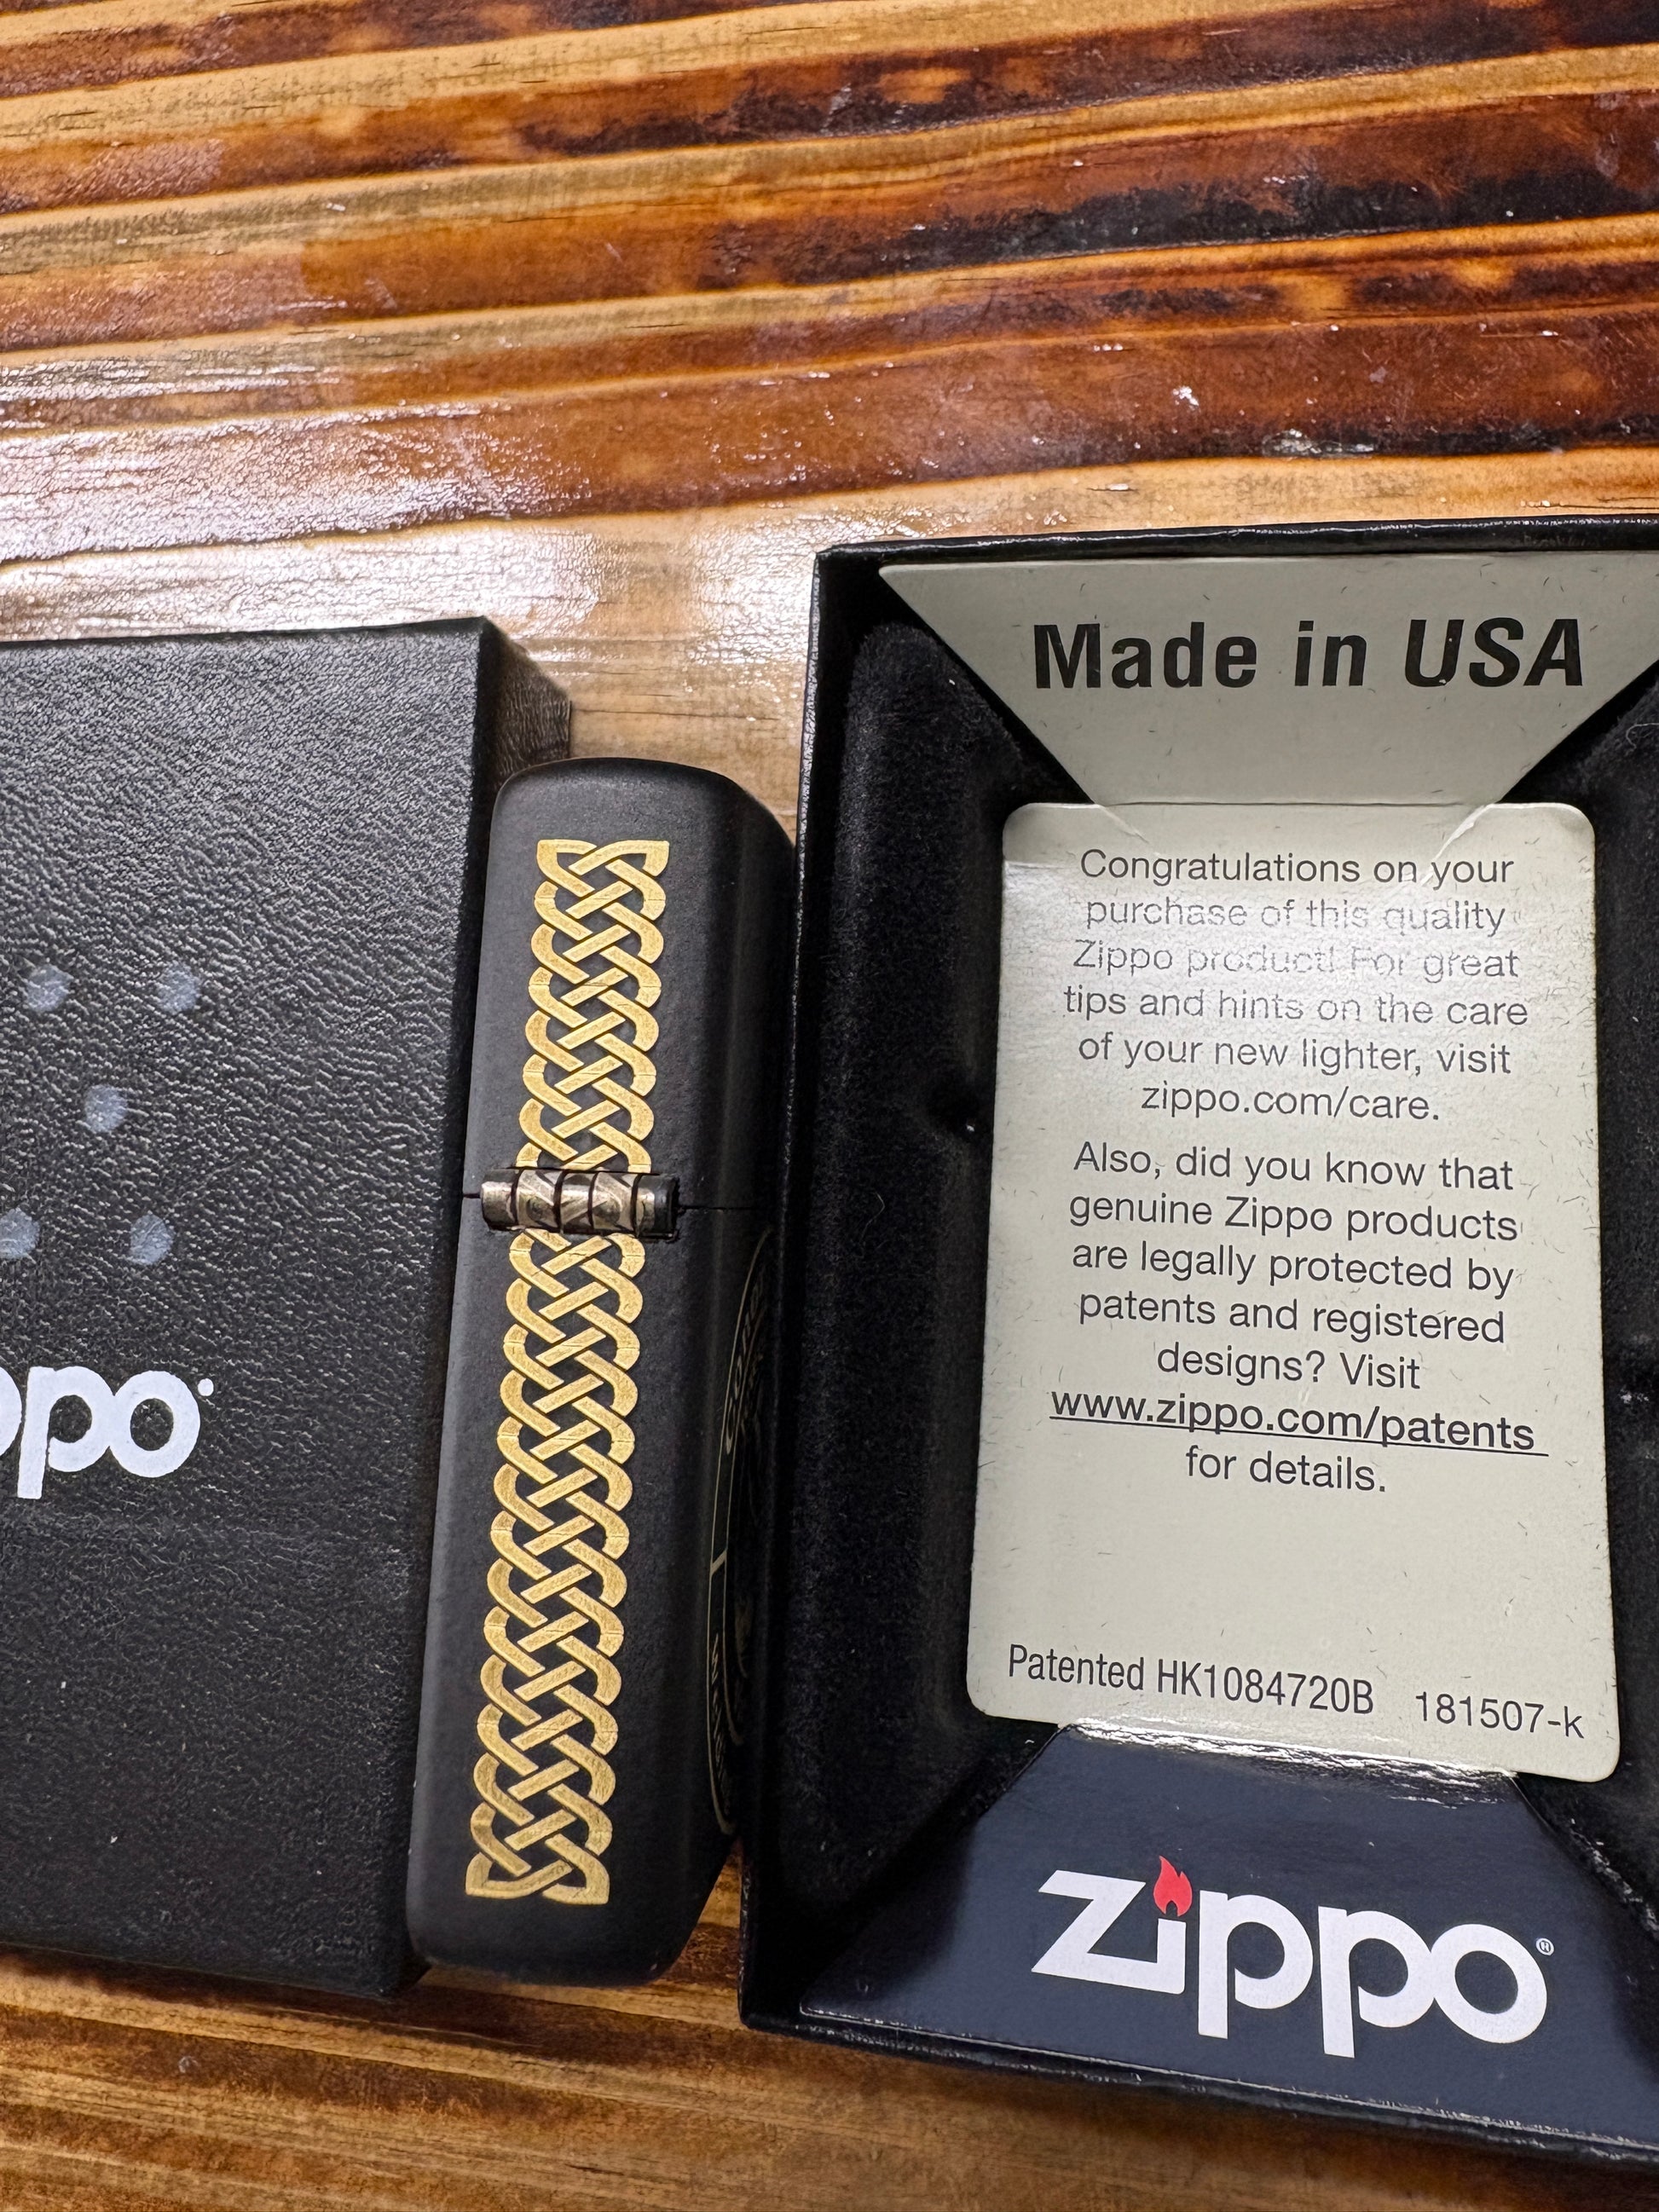 Made in USA
Congratulations on your
purchase of this quality
Zippo product! For great
tips and hints on the care
of your new lighter, visit
zippo.com/care.
Also, did you know that
genuine Zippo products
are legally protected by
patents and registered
designs? Visit
www.zippo.com/patents
for details.
Patented HK1084720B 181507-k
zippo®
ppo